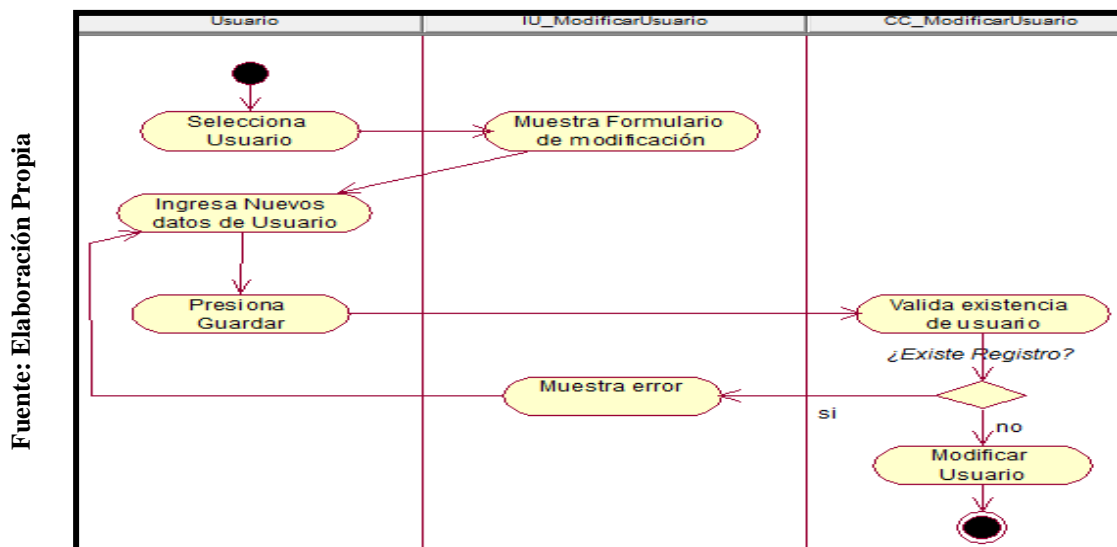 Usuario
IU_ModificarUsuario
CC_ModificarUsuario
Selecciona
Usuario
Muestra Formulario
de modificación
Ingresa Nuevos
datos de Usuario
Presiona
Guardar
Valida existencia
de usuario
¿Existe Registro?
Muestra error
si
no
Modificar
Usuario
Fuente: Elaboración Propia